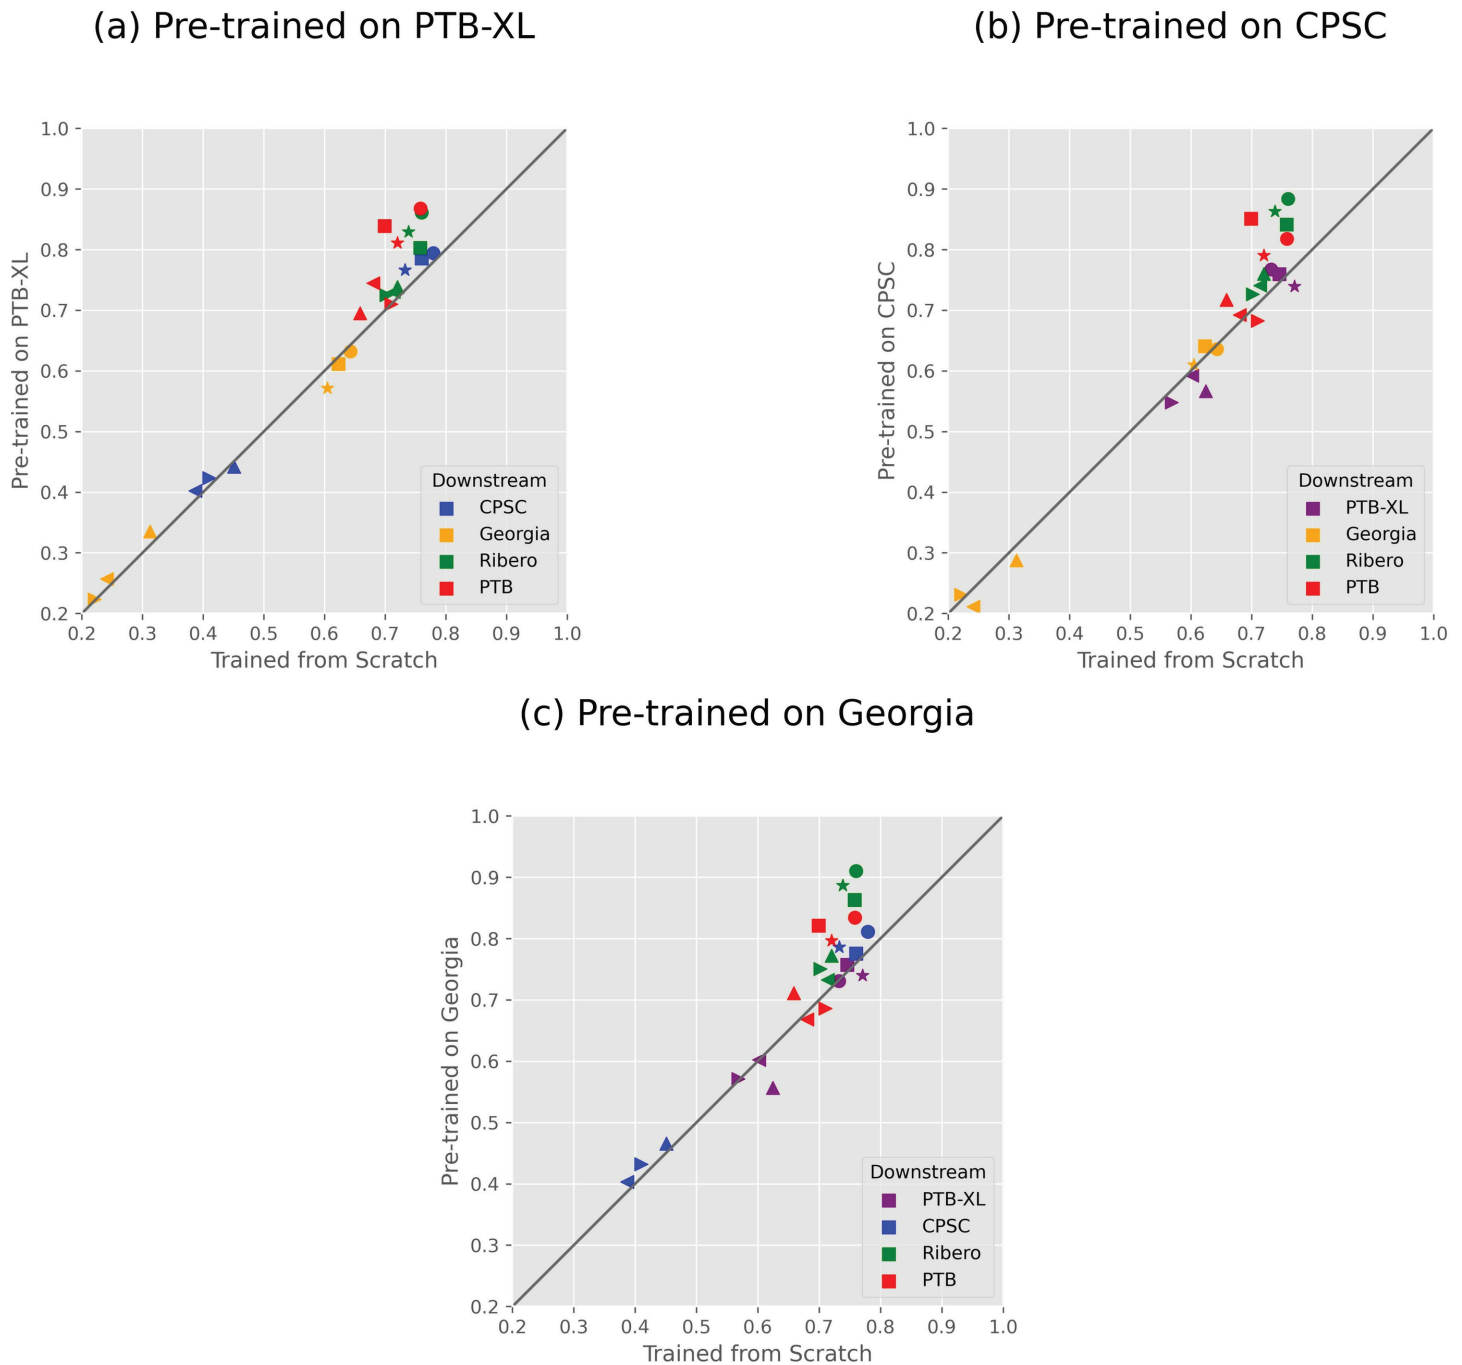 (a) Pre-trained on PTB-XL
(b) Pre-trained on CPSC
1.0
0.9
0.8
0.7
0.6
0.5
0.4
0.3
0.2
Pre-trained on PTB-XL
Downstream
CPSC
Georgia
Ribero
PTB
0.2 0.3 0.4 0.5 0.6 0.7 0.8 0.9 1.0
Trained from Scratch
1.0
0.9
0.8
0.7
0.6
0.5
0.4
0.3
0.2
Pre-trained on CPSC
Downstream
PTB-XL
Georgia
Ribero
PTB
0.2 0.3 0.4 0.5 0.6 0.7 0.8 0.9 1.0
Trained from Scratch
(c) Pre-trained on Georgia
1.0
0.9
0.8
0.7
0.6
0.5
0.4
0.3
0.2
Pre-trained on Georgia
Downstream
PTB-XL
CPSC
Ribero
PTB
0.2 0.3 0.4 0.5 0.6 0.7 0.8 0.9 1.0
Trained from Scratch